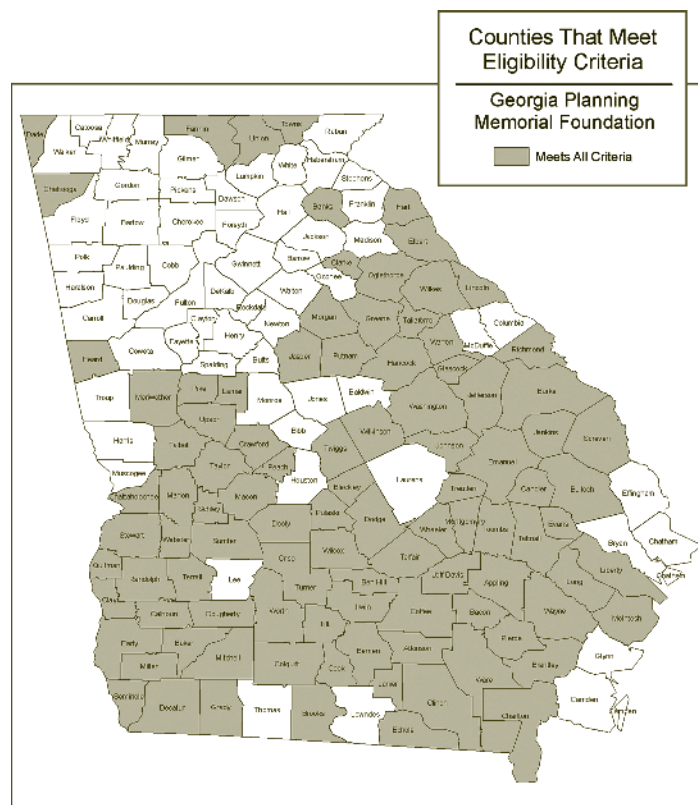 Counties That Meet
Eligibility Criteria
Georgia Planning
Memorial Foundation
Meets All Criteria
Dade
Catoosa
Whitfield
Murray
Fannin
Union
Towns
Rabun
Walker
Gilmer
Lumpkin
White
Habersham
Stephens
Chattooga
Gordon
Pickens
Dawson
Banks
Franklin
Hart
Floyd
Bartow
Cherokee
Forsyth
Hall
Jackson
Madison
Elbert
Polk
Paulding
Cobb
Gwinnett
Barrow
Clarke
Oconee
Oglethorpe
Wilkes
Lincoln
Haralson
Douglas
Fulton
DeKalb
Rockdale
Walton
Morgan
Greene
Taliaferro
Columbia
McDuffie
Warren
Richmond
Carroll
Clayton
Fayette
Henry
Newton
Heard
Coweta
Spalding
Butts
Jasper
Putnam
Hancock
Glascock
Troup
Meriwether
Pike
Lamar
Monroe
Jones
Baldwin
Washington
Jefferson
Burke
Upson
Bibb
Wilkinson
Harris
Talbot
Crawford
Twiggs
Johnson
Jenkins
Screven
Muscogee
Taylor
Peach
Houston
Laurens
Emanuel
Bleckley
Treutlen
Candler
Bulloch
Effingham
Marion
Macon
Schley
Pulaski
Dodge
Wheeler
Montgomery
Toombs
Tattnall
Evans
Bryan
Chatham
Chatham
Stewart
Webster
Sumter
Dooly
Wilcox
Telfair
Quitman
Randolph
Terrell
Lee
Crisp
Turner
Ben Hill
Jeff Davis
Appling
Long
Liberty
Clay
Calhoun
Dougherty
Worth
Irwin
Coffee
Bacon
Wayne
McIntosh
Early
Baker
Mitchell
Tift
Pierce
Miller
Colquitt
Cook
Berrien
Atkinson
Ware
Brantley
Glynn
Seminole
Decatur
Grady
Thomas
Brooks
Lanier
Lowndes
Clinch
Echols
Charlton
Camden
Camden